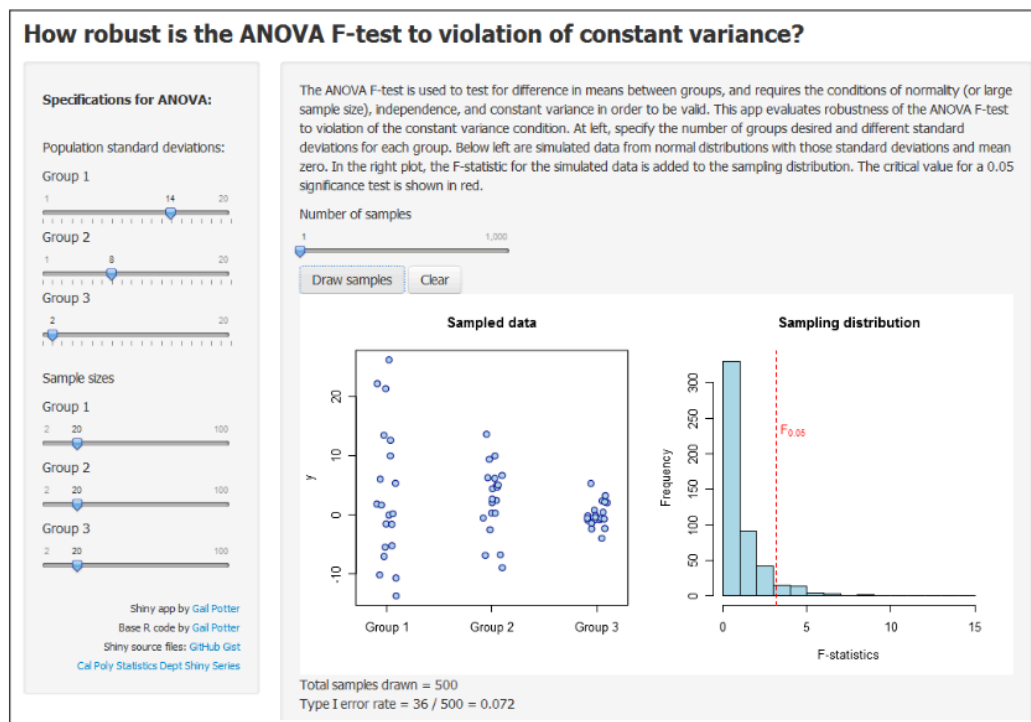 How robust is the ANOVA F-test to violation of constant variance?
Specifications for ANOVA:
Population standard deviations:
Group 1
1 14 20
Group 2
1 8 20
Group 3
2 20
Sample sizes
Group 1
2 20 100
Group 2
2 20 100
Group 3
2 20 100
Shiny app by Gail Potter
Base R code by Gail Potter
Shiny source files: GitHub Gist
Cal Poly Statistics Dept Shiny Series
The ANOVA F-test is used to test for difference in means between groups, and requires the conditions of normality (or large
sample size), independence, and constant variance in order to be valid. This app evaluates robustness of the ANOVA F-test
to violation of the constant variance condition. At left, specify the number of groups desired and different standard
deviations for each group. Below left are simulated data from normal distributions with those standard deviations and mean
zero. In the right plot, the F-statistic for the simulated data is added to the sampling distribution. The critical value for a 0.05
significance test is shown in red.
Number of samples
1 1,000
Draw samples Clear
Sampled data
y
20
10
0
-10
Group 1 Group 2 Group 3
Sampling distribution
Frequency
300
250
200
150
100
50
0
F0.05
0 5 10 15
F-statistics
Total samples drawn = 500
Type I error rate = 36 / 500 = 0.072